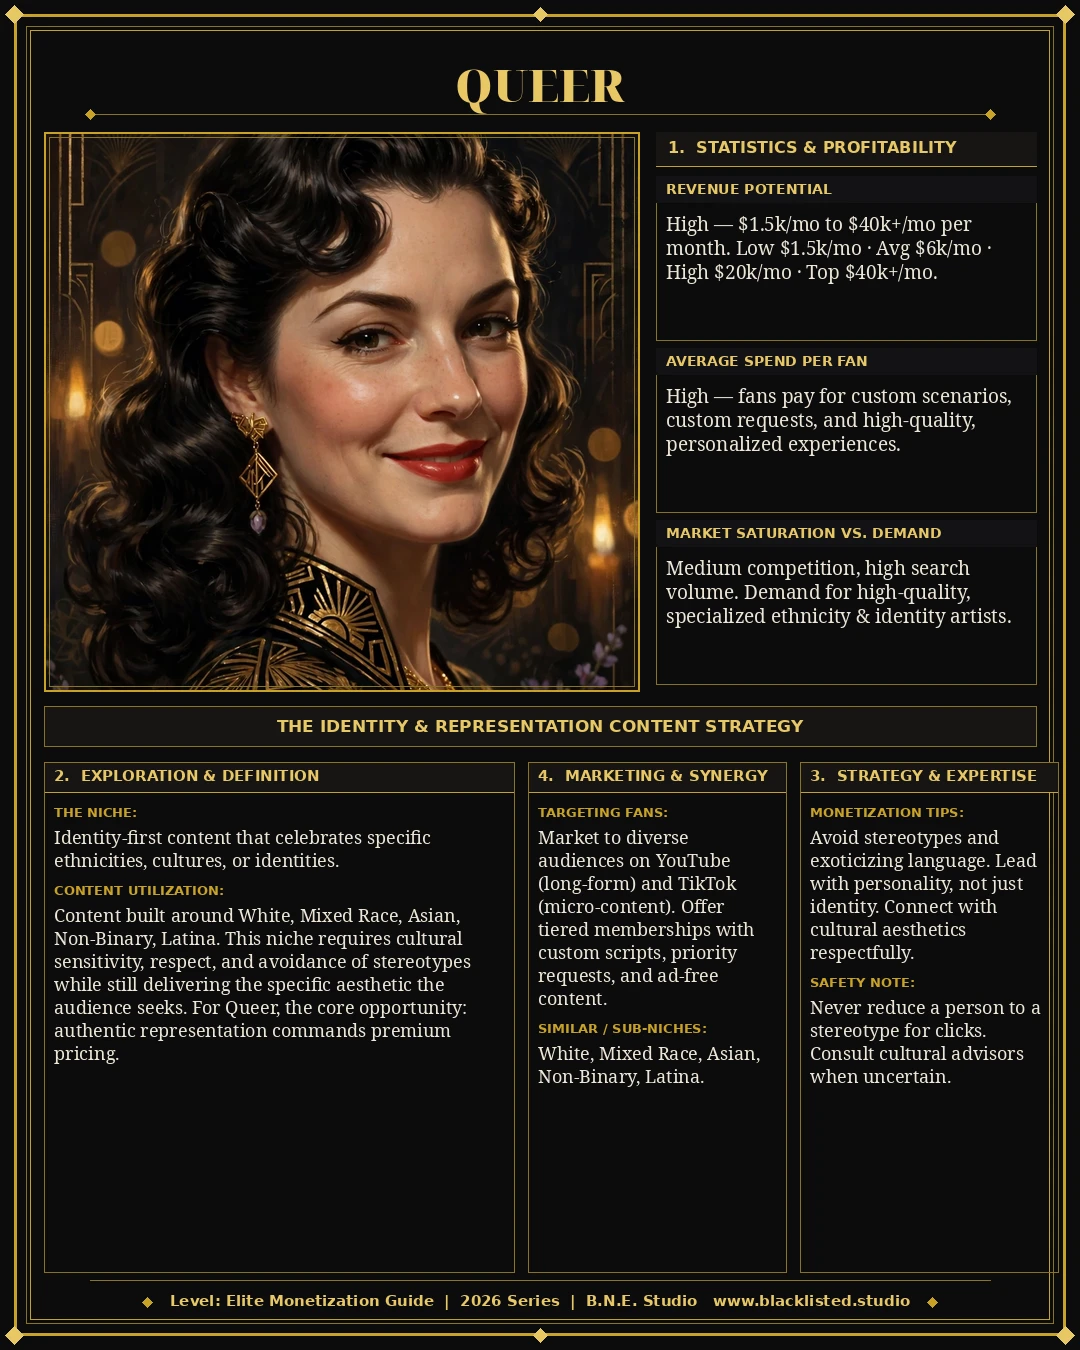 QUEER
1. STATISTICS & PROFITABILITY
REVENUE POTENTIAL
High — $1.5k/mo to $40k+/mo per
month. Low $1.5k/mo · Avg $6k/mo ·
High $20k/mo · Top $40k+/mo.
AVERAGE SPEND PER FAN
High — fans pay for custom scenarios,
custom requests, and high-quality,
personalized experiences.
MARKET SATURATION VS. DEMAND
Medium competition, high search
volume. Demand for high-quality,
specialized ethnicity & identity artists.
THE IDENTITY & REPRESENTATION CONTENT STRATEGY
2. EXPLORATION & DEFINITION
THE NICHE:
Identity-first content that celebrates specific
ethnicities, cultures, or identities.
CONTENT UTILIZATION:
Content built around White, Mixed Race, Asian,
Non-Binary, Latina. This niche requires cultural
sensitivity, respect, and avoidance of stereotypes
while still delivering the specific aesthetic the
audience seeks. For Queer, the core opportunity:
authentic representation commands premium
pricing.
4. MARKETING & SYNERGY
TARGETING FANS:
Market to diverse
audiences on YouTube
(long-form) and TikTok
(micro-content). Offer
tiered memberships with
custom scripts, priority
requests, and ad-free
content.
SIMILAR / SUB-NICHES:
White, Mixed Race, Asian,
Non-Binary, Latina.
3. STRATEGY & EXPERTISE
MONETIZATION TIPS:
Avoid stereotypes and
exoticizing language. Lead
with personality, not just
identity. Connect with
cultural aesthetics
respectfully.
SAFETY NOTE:
Never reduce a person to a
stereotype for clicks.
Consult cultural advisors
when uncertain.
Level: Elite Monetization Guide | 2026 Series | B.N.E. Studio www.blacklisted.studio